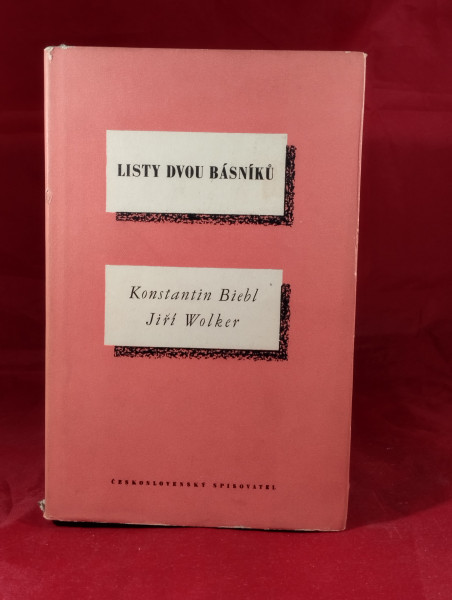 LISTY DVOU BÁSNÍKŮ
Konstantin Biebl
Jiří Wolker
ČESKOSLOVENSKÝ SPISOVATEL